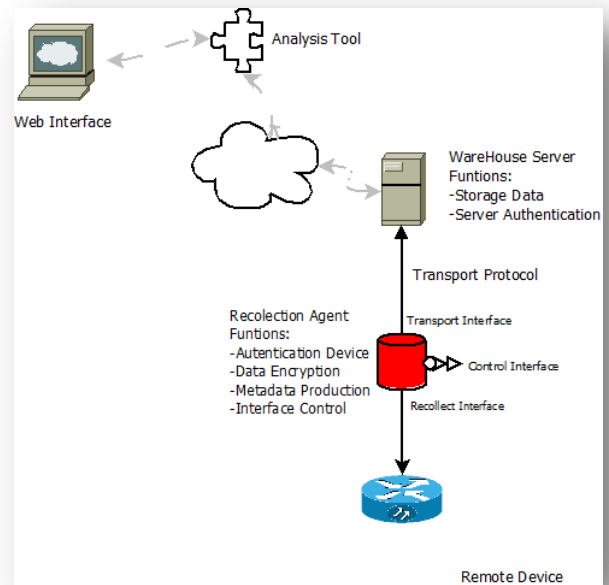 Analysis Tool
Web Interface
WareHouse Server
Funtions:
-Storage Data
-Server Authentication
Transport Protocol
Recolection Agent
Funtions:
-Autentication Device
-Data Encryption
-Metadata Production
-Interface Control
Transport Interface
Control Interface
Recollect Interface
Remote Device